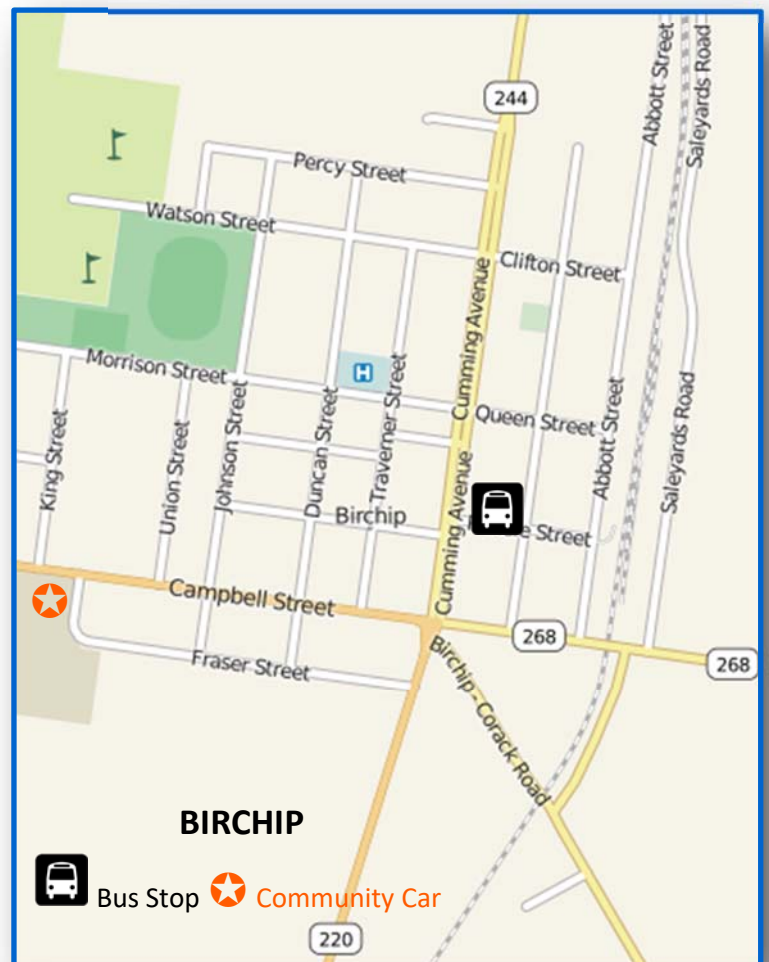 244
Abbott Street
Saleyards Road
Percy Street
Watson Street
Clifton Street
Cumming Avenue
Morrison Street
H
Queen Street
King Street
Union Street
Johnson Street
Duncan Street
Traverner Street
Abbott Street
Saleyards Road
Birchip
Cumming Avenue
Street
Campbell Street
268
268
Fraser Street
Birchip - Corack Road
BIRCHIP
Bus Stop
Community Car
220